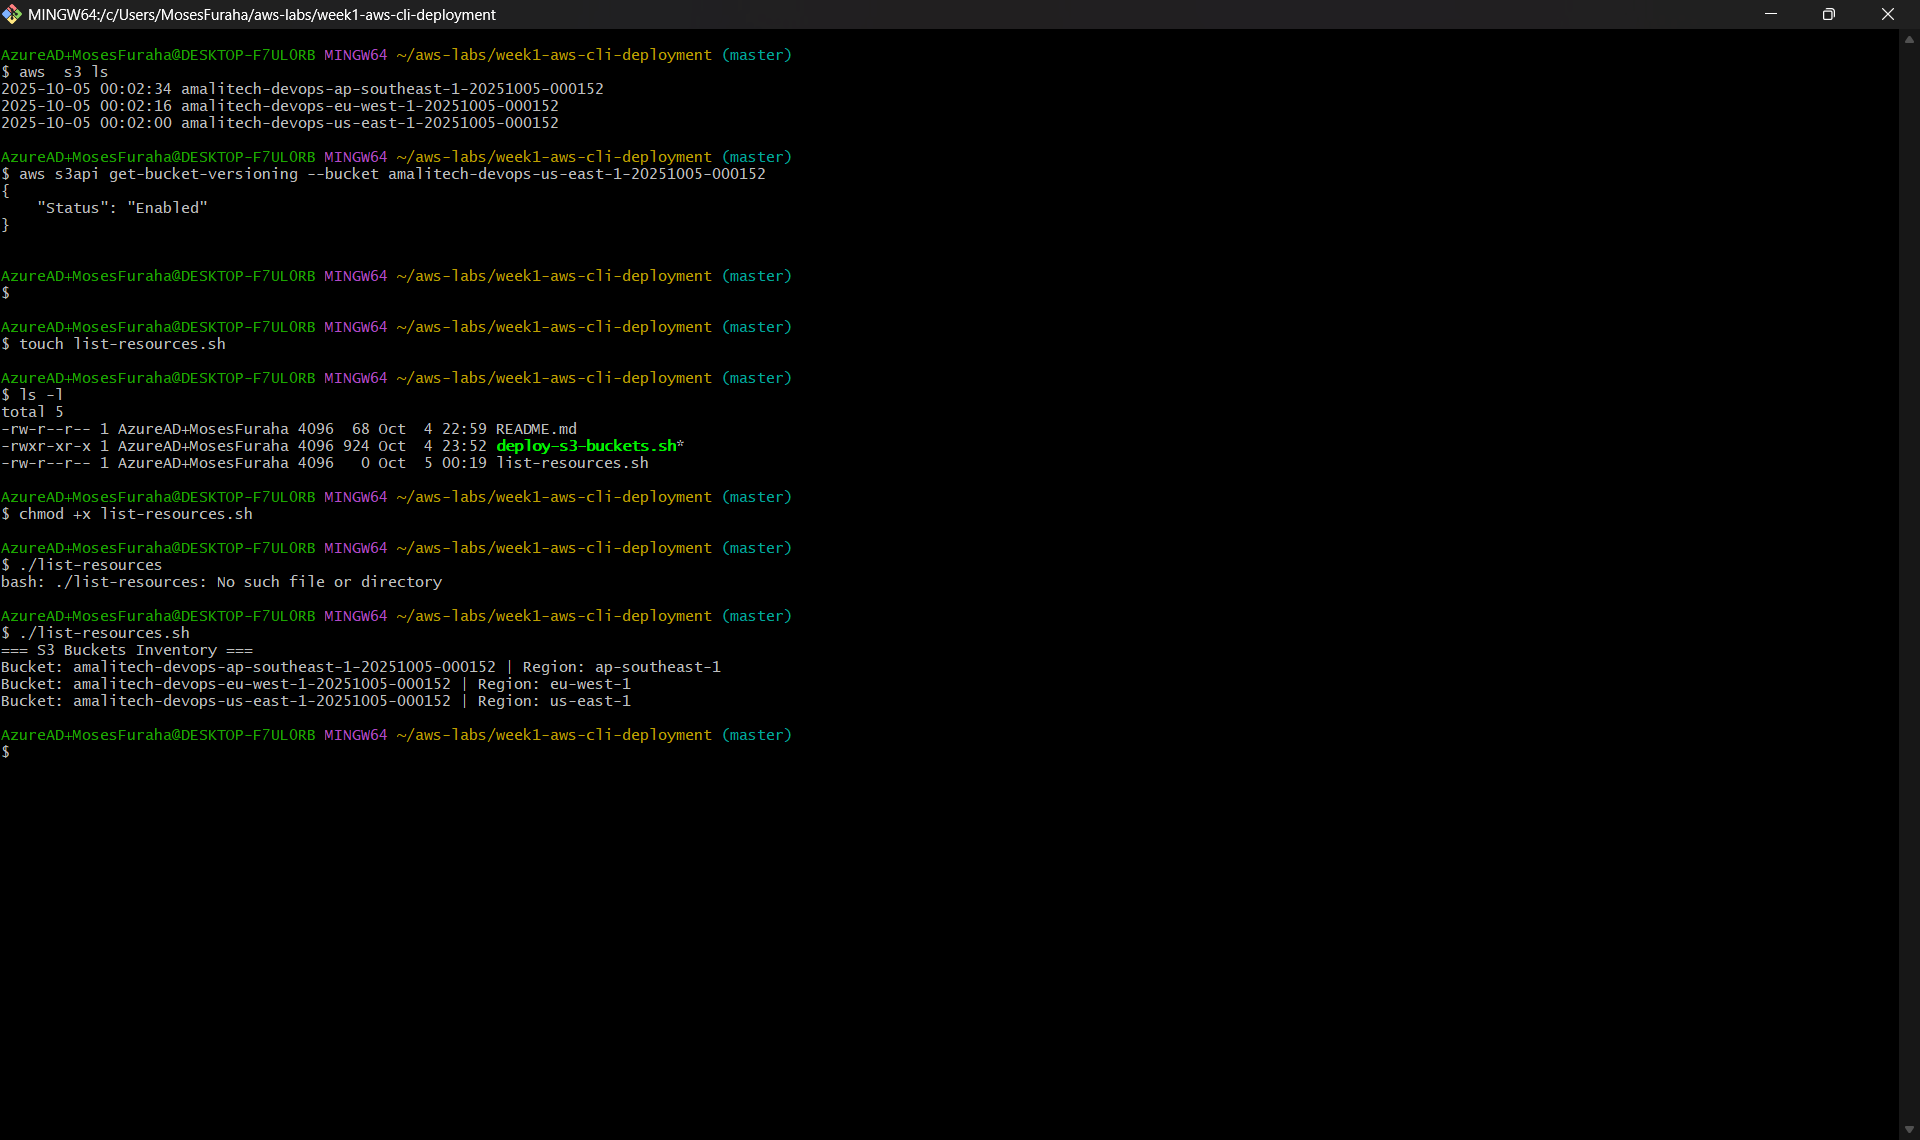 MINGW64:/c/Users/MosesFuraha/aws-labs/week1-aws-cli-deployment
AzureAD+MosesFuraha@DESKTOP-F7UL0RB MINGW64 ~/aws-labs/week1-aws-cli-deployment (master)
$ aws  s3 ls
2025-10-05 00:02:34 amalitech-devops-ap-southeast-1-20251005-000152
2025-10-05 00:02:16 amalitech-devops-eu-west-1-20251005-000152
2025-10-05 00:02:00 amalitech-devops-us-east-1-20251005-000152
AzureAD+MosesFuraha@DESKTOP-F7UL0RB MINGW64 ~/aws-labs/week1-aws-cli-deployment (master)
$ aws s3api get-bucket-versioning --bucket amalitech-devops-us-east-1-20251005-000152
{
    "Status": "Enabled"
}
AzureAD+MosesFuraha@DESKTOP-F7UL0RB MINGW64 ~/aws-labs/week1-aws-cli-deployment (master)
$
AzureAD+MosesFuraha@DESKTOP-F7UL0RB MINGW64 ~/aws-labs/week1-aws-cli-deployment (master)
$ touch list-resources.sh
AzureAD+MosesFuraha@DESKTOP-F7UL0RB MINGW64 ~/aws-labs/week1-aws-cli-deployment (master)
$ ls -l
total 5
-rw-r--r-- 1 AzureAD+MosesFuraha 4096  68 Oct  4 22:59 README.md
-rwxr-xr-x 1 AzureAD+MosesFuraha 4096 924 Oct  4 23:52 deploy-s3-buckets.sh*
-rw-r--r-- 1 AzureAD+MosesFuraha 4096   0 Oct  5 00:19 list-resources.sh
AzureAD+MosesFuraha@DESKTOP-F7UL0RB MINGW64 ~/aws-labs/week1-aws-cli-deployment (master)
$ chmod +x list-resources.sh
AzureAD+MosesFuraha@DESKTOP-F7UL0RB MINGW64 ~/aws-labs/week1-aws-cli-deployment (master)
$ ./list-resources
bash: ./list-resources: No such file or directory
AzureAD+MosesFuraha@DESKTOP-F7UL0RB MINGW64 ~/aws-labs/week1-aws-cli-deployment (master)
$ ./list-resources.sh
=== S3 Buckets Inventory ===
Bucket: amalitech-devops-ap-southeast-1-20251005-000152 | Region: ap-southeast-1
Bucket: amalitech-devops-eu-west-1-20251005-000152 | Region: eu-west-1
Bucket: amalitech-devops-us-east-1-20251005-000152 | Region: us-east-1
AzureAD+MosesFuraha@DESKTOP-F7UL0RB MINGW64 ~/aws-labs/week1-aws-cli-deployment (master)
$